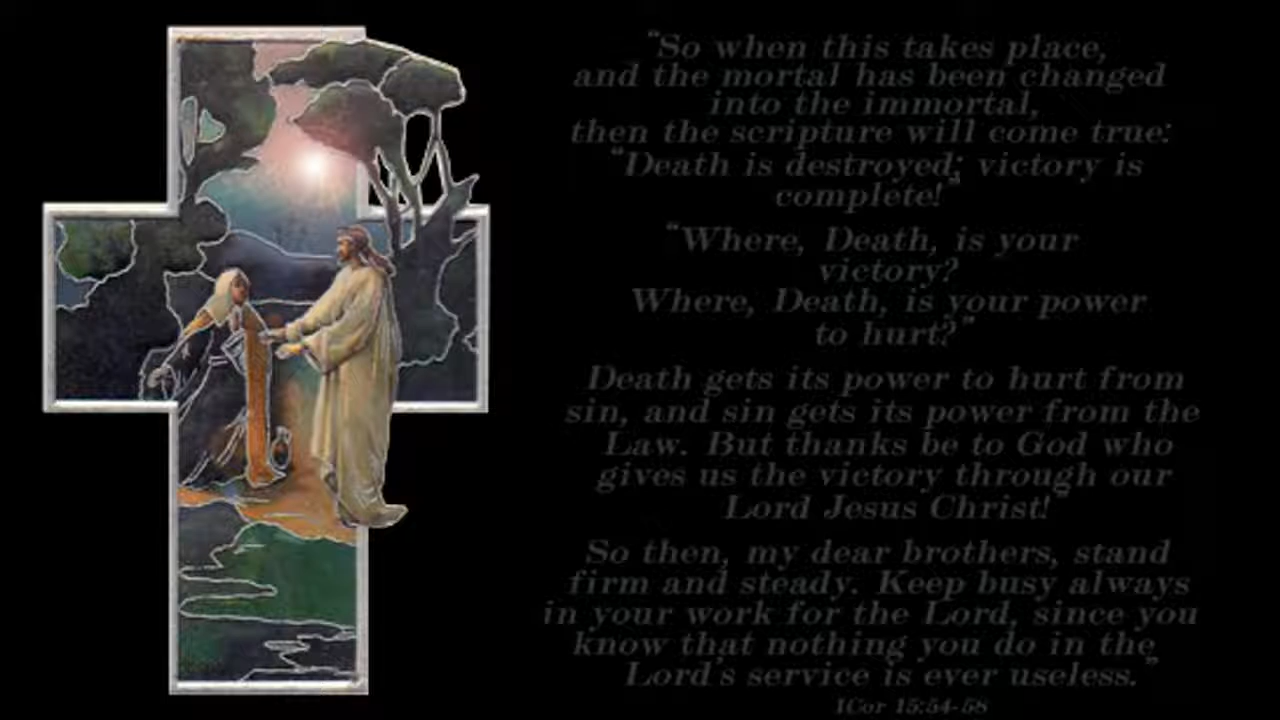 "So when this takes place,
and the mortal has been changed
into the immortal,
then the scripture will come true:
"Death is destroyed; victory is
complete!"
"Where, Death, is your
victory?
Where, Death, is your power
to hurt?"
Death gets its power to hurt from
sin, and sin gets its power from the
Law. But thanks be to God who
gives us the victory through our
Lord Jesus Christ!"
So then, my dear brothers, stand
firm and steady. Keep busy always
in your work for the Lord, since you
know that nothing you do in the
Lord's service is ever useless."
1Cor 15:54-58